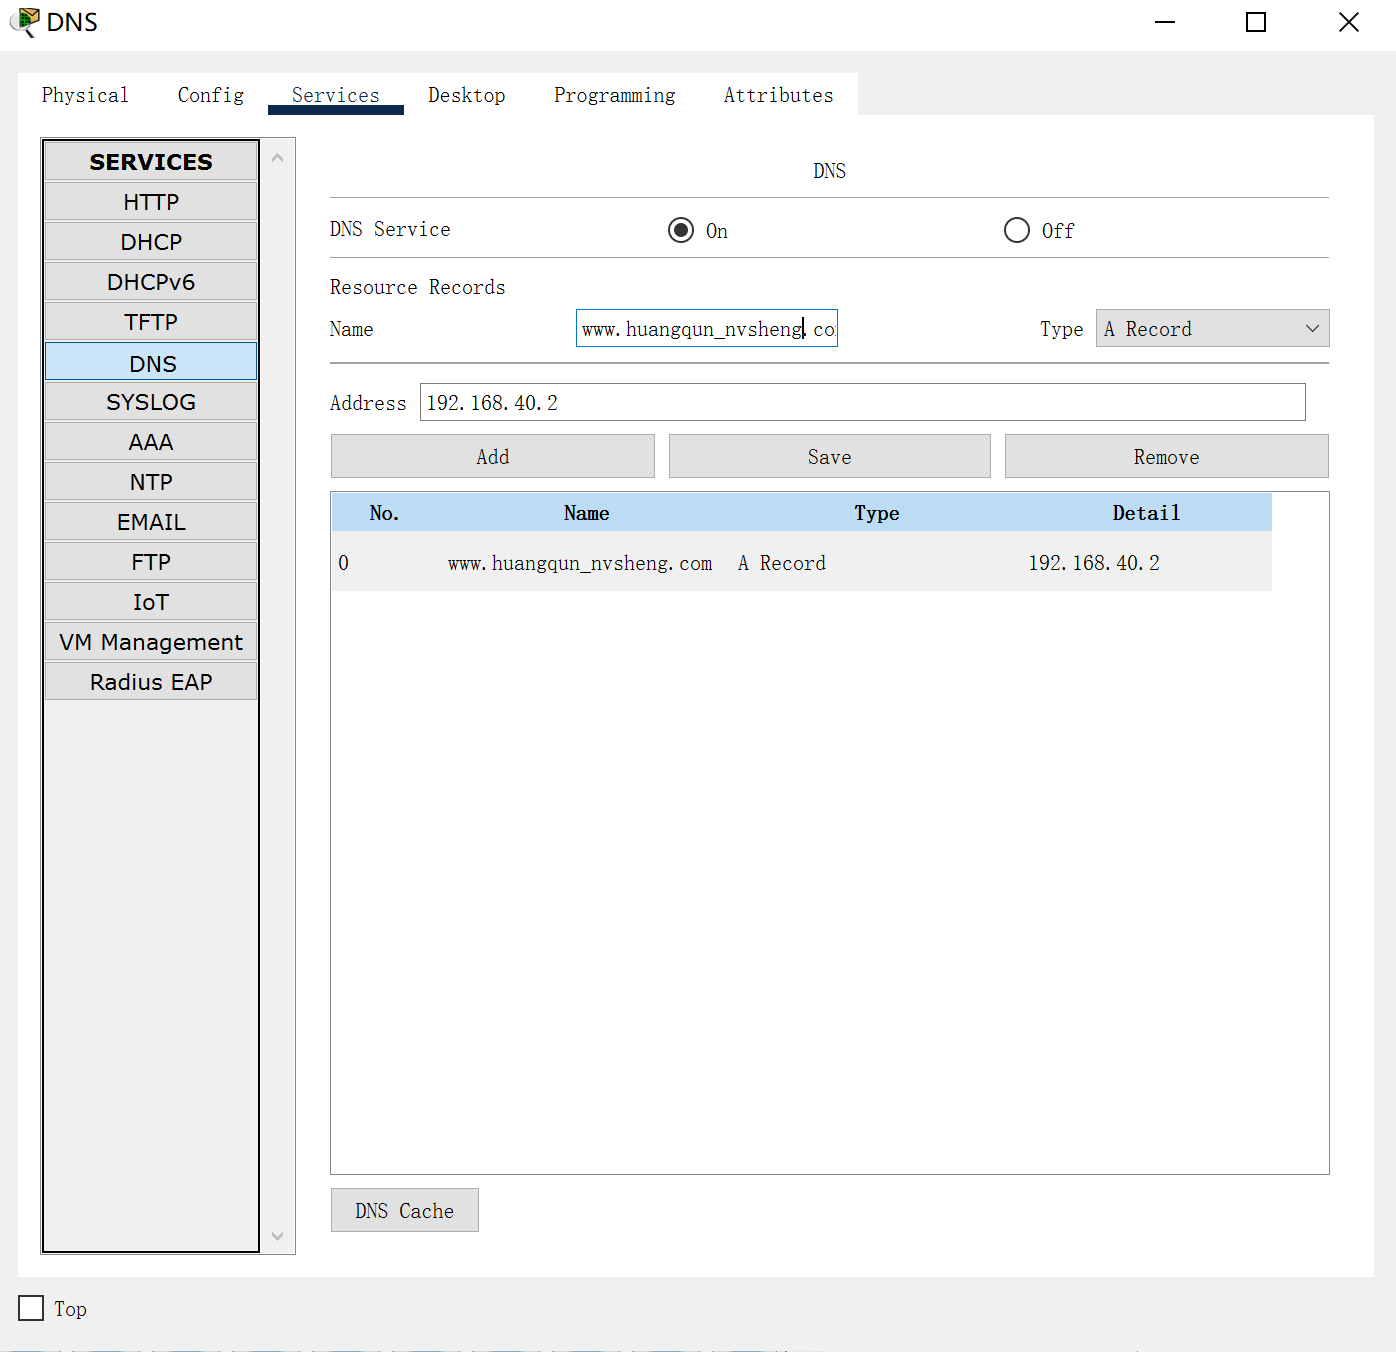 DNS
Physical Config Services Desktop Programming Attributes
SERVICES
HTTP
DHCP
DHCPv6
TFTP
DNS
SYSLOG
AAA
NTP
EMAIL
FTP
IoT
VM Management
Radius EAP
DNS
DNS Service On Off
Resource Records
Name www.huangqun_nvsheng.co Type A Record
Address 192.168.40.2
Add Save Remove
No. Name Type Detail
0 www.huangqun_nvsheng.com A Record 192.168.40.2
DNS Cache
Top